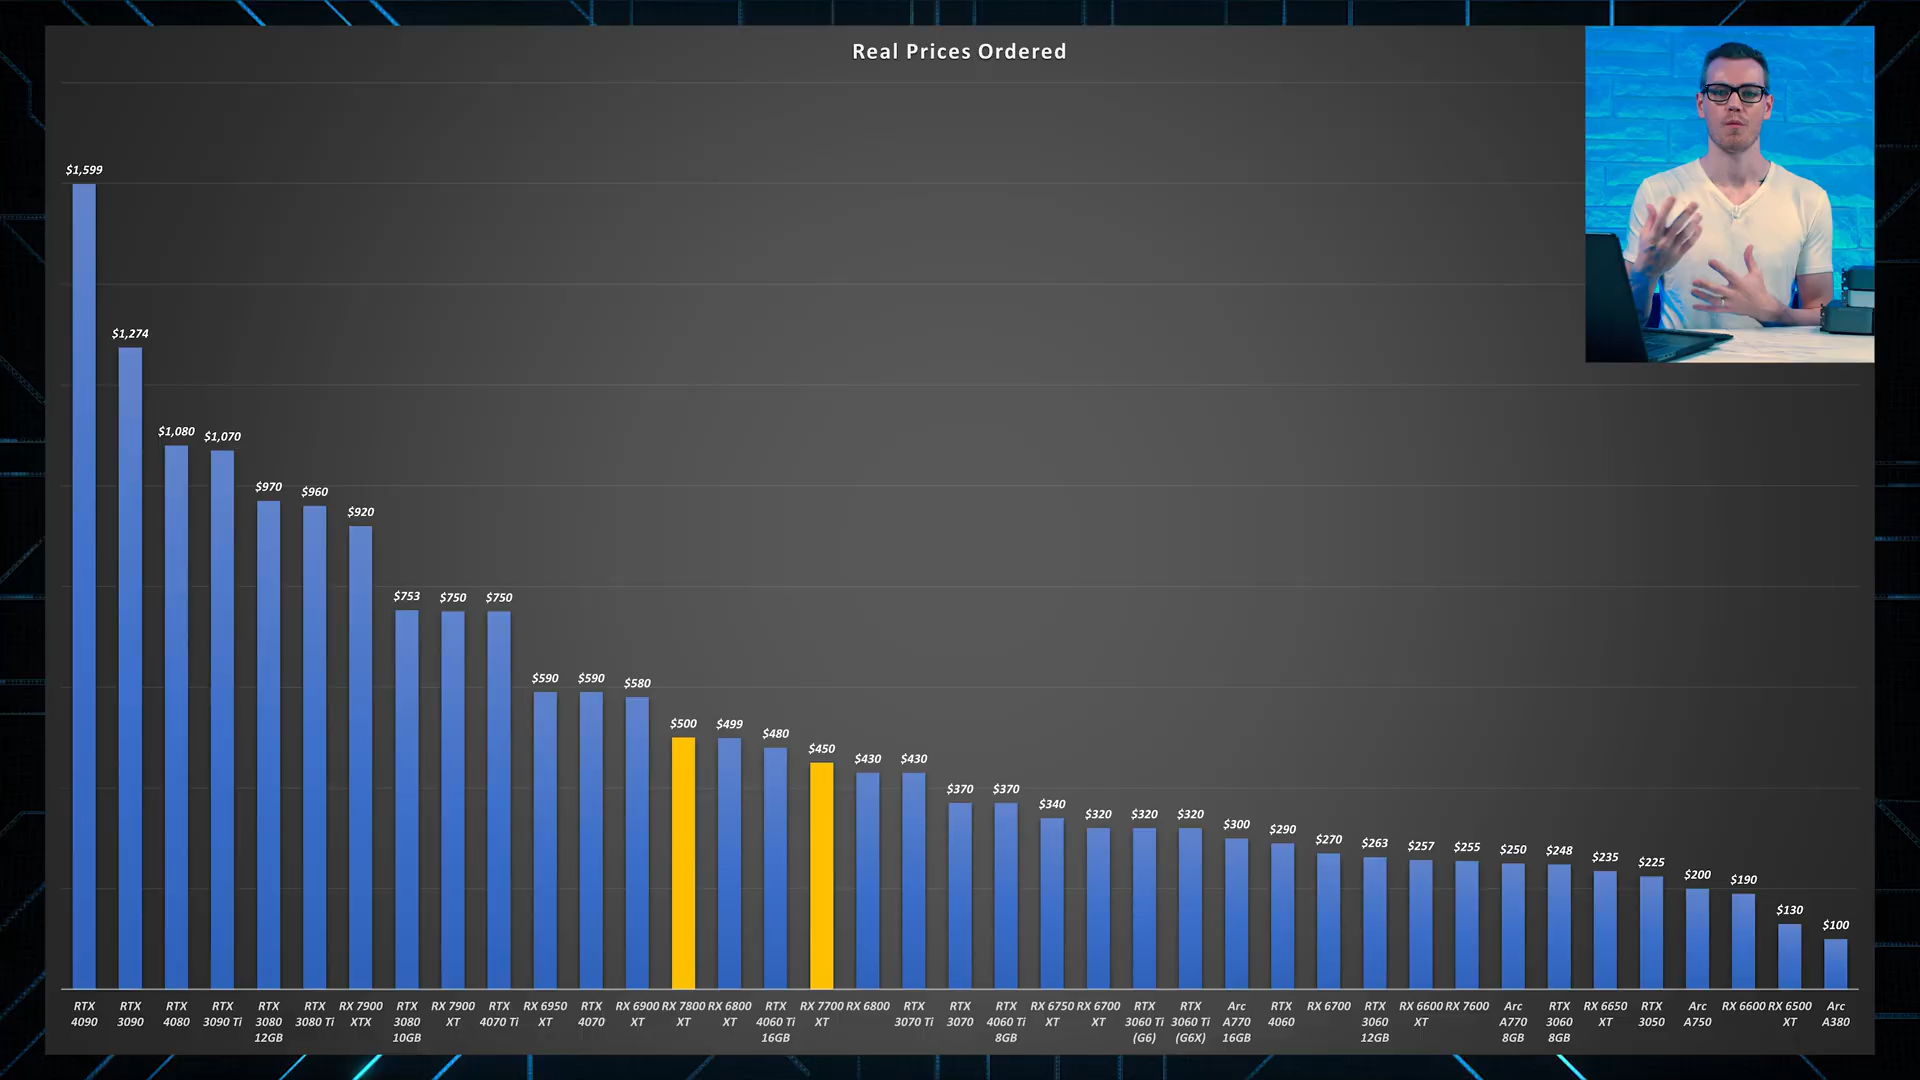 Real Prices Ordered
$1,599
$1,274
$1,080
$1,070
$970
$960
$920
$753
$750
$750
$590
$590
$580
$500
$499
$480
$450
$430
$430
$370
$370
$340
$320
$320
$320
$300
$290
$270
$263
$257
$255
$250
$248
$235
$225
$200
$190
$130
$100
RTX
4090
RTX
3090
RTX
4080
RTX
3090 Ti
RTX
3080
12GB
RTX
3080 Ti
RX 7900
XTX
RTX
3080
10GB
RX 7900
XT
RTX
4070 Ti
RX 6950
XT
RTX
4070
RX 6900
XT
RX 7800
XT
RX 6800
XT
RTX
4060 Ti
16GB
RX 7700
XT
RX 6800
RTX
3070 Ti
RTX
3070
RTX
4060 Ti
8GB
RX 6750
XT
RX 6700
XT
RTX
3060 Ti
(G6)
RTX
3060 Ti
(G6X)
Arc
A770
16GB
RTX
4060
RX 6700
RTX
3060
12GB
RX 6600
XT
RX 7600
Arc
A770
8GB
RTX
3060
8GB
RX 6650
XT
RTX
3050
Arc
A750
RX 6600
RX 6500
XT
Arc
A380